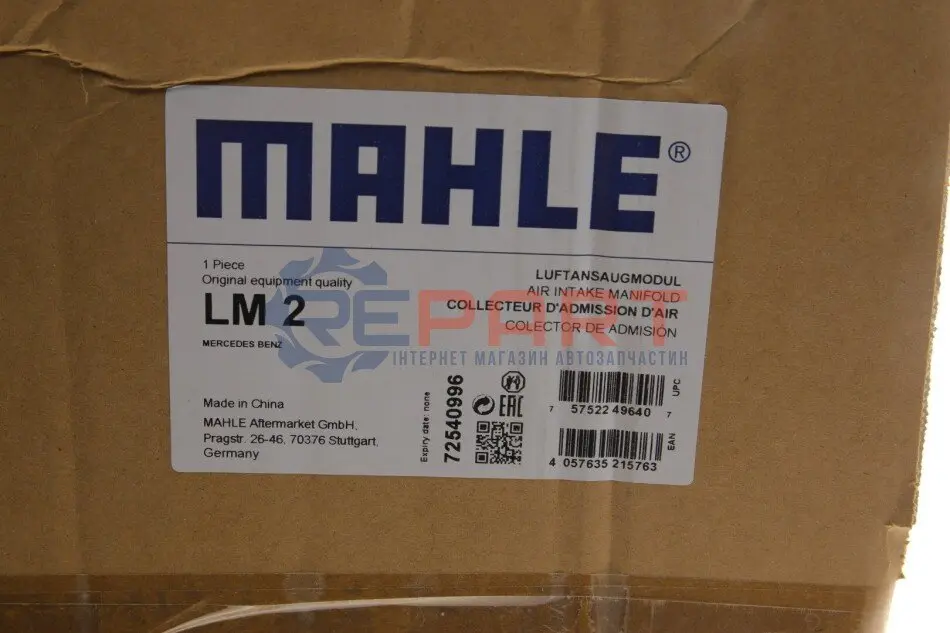 MAHLE®
1 Piece
Original equipment quality
LM 2
MERCEDES BENZ
LUFTANSAUGMODUL
AIR INTAKE MANIFOLD
COLLECTEUR D'ADMISSION D'AIR
COLECTOR DE ADMISIÓN
REPART
ІНТЕРНЕТ МАГАЗИН АВТОЗАПЧАСТИН
Made in China
MAHLE Aftermarket GmbH,
Pragstr. 26-46, 70376 Stuttgart,
Germany
Expiry date: none
72540996
EAC
7 57522 49640 7
UPC
4 057635 215763
EAN